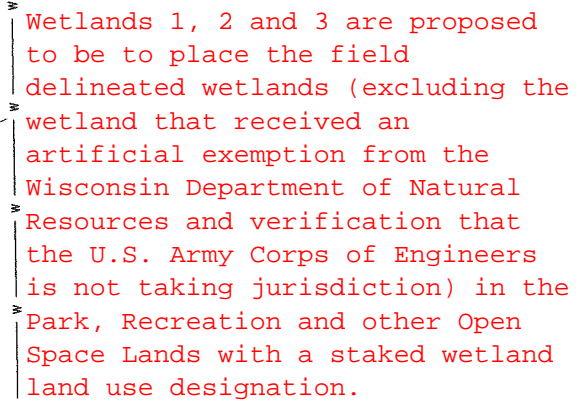 Wetlands 1, 2 and 3 are proposed
to be to place the field
delineated wetlands (excluding the
wetland that received an
artificial exemption from the
Wisconsin Department of Natural
Resources and verification that
the U.S. Army Corps of Engineers
is not taking jurisdiction) in the
Park, Recreation and other Open
Space Lands with a staked wetland
land use designation.
W
W
W
W